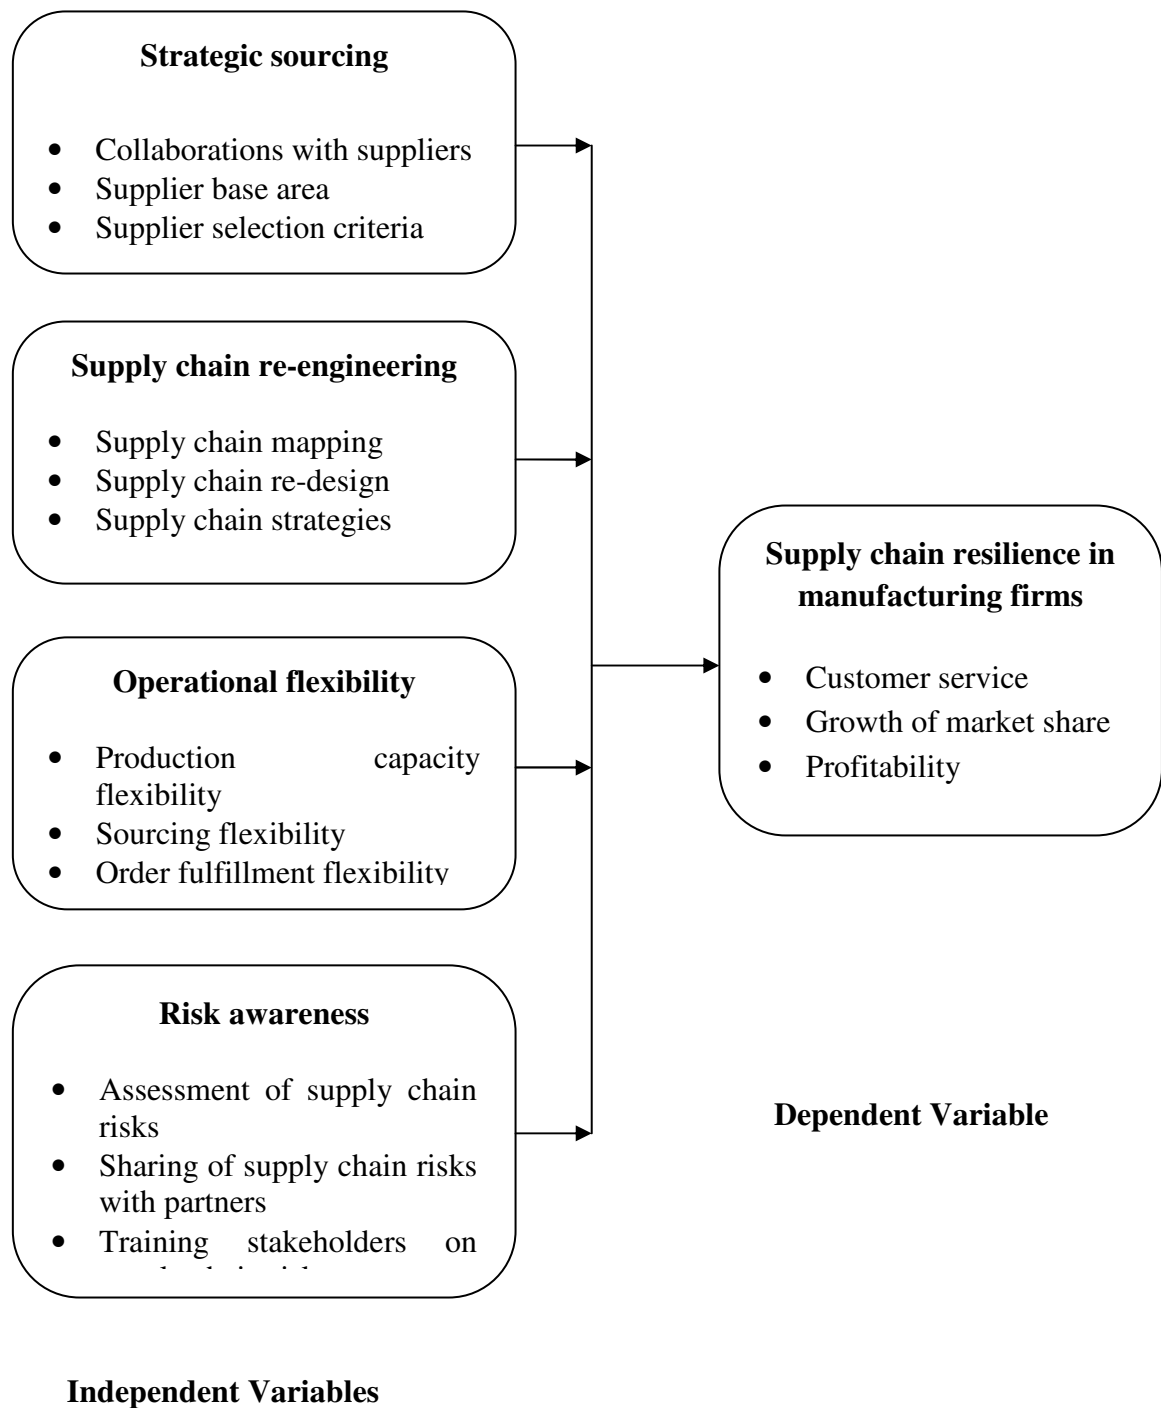 Strategic sourcing
• Collaborations with suppliers
• Supplier base area
• Supplier selection criteria
Supply chain re-engineering
• Supply chain mapping
• Supply chain re-design
• Supply chain strategies
Operational flexibility
• Production capacity
flexibility
• Sourcing flexibility
• Order fulfillment flexibility
Risk awareness
• Assessment of supply chain
risks
• Sharing of supply chain risks
with partners
• Training stakeholders on
Independent Variables
Supply chain resilience in
manufacturing firms
• Customer service
• Growth of market share
• Profitability
Dependent Variable